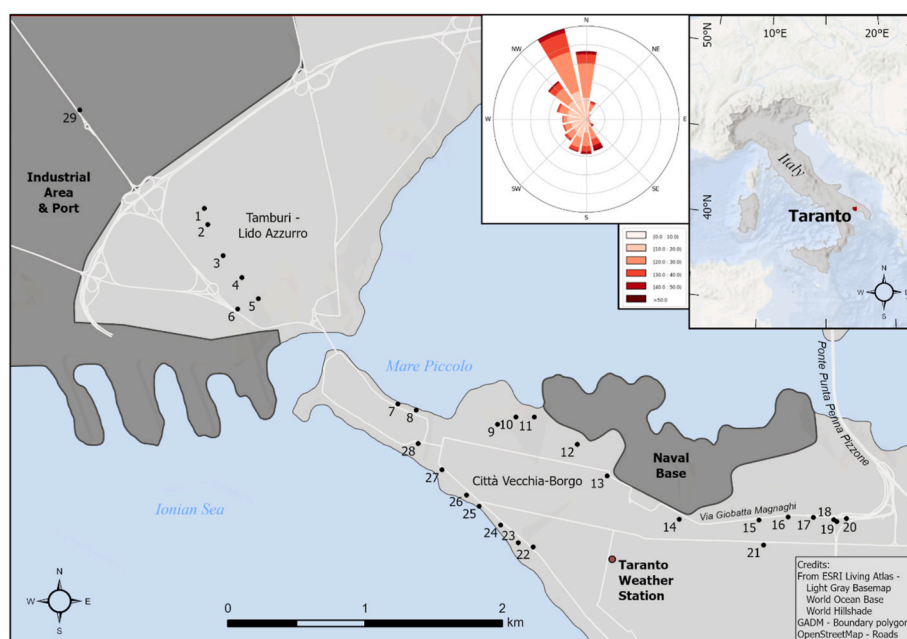 N
NW
NE
W
E
SW
SE
S
[0.0 : 10.0)
[10.0 : 20.0)
[20.0 : 30.0)
[30.0 : 40.0)
[40.0 : 50.0)
>50.0
10°E
20°E
50°N
40°N
Italy
Taranto
N
W
E
S
29
Industrial
Area
& Port
1
2
3
4
5
6
Tamburi -
Lido Azzurro
Mare Piccolo
Ponte Punta Penna Pizzone
7
8
9
10
11
12
28
27
Città Vecchia-Borgo
13
Naval
Base
26
25
24
23
22
14
Via Giobatta Magnaghi
15
16
17
18
19
20
21
Ionian Sea
Taranto
Weather
Station
N
W
E
S
0
1
2
km
Credits:
From ESRI Living Atlas -
Light Gray Basemap
World Ocean Base
World Hillshade
GADM - Boundary polygon
OpenStreetMap - Roads